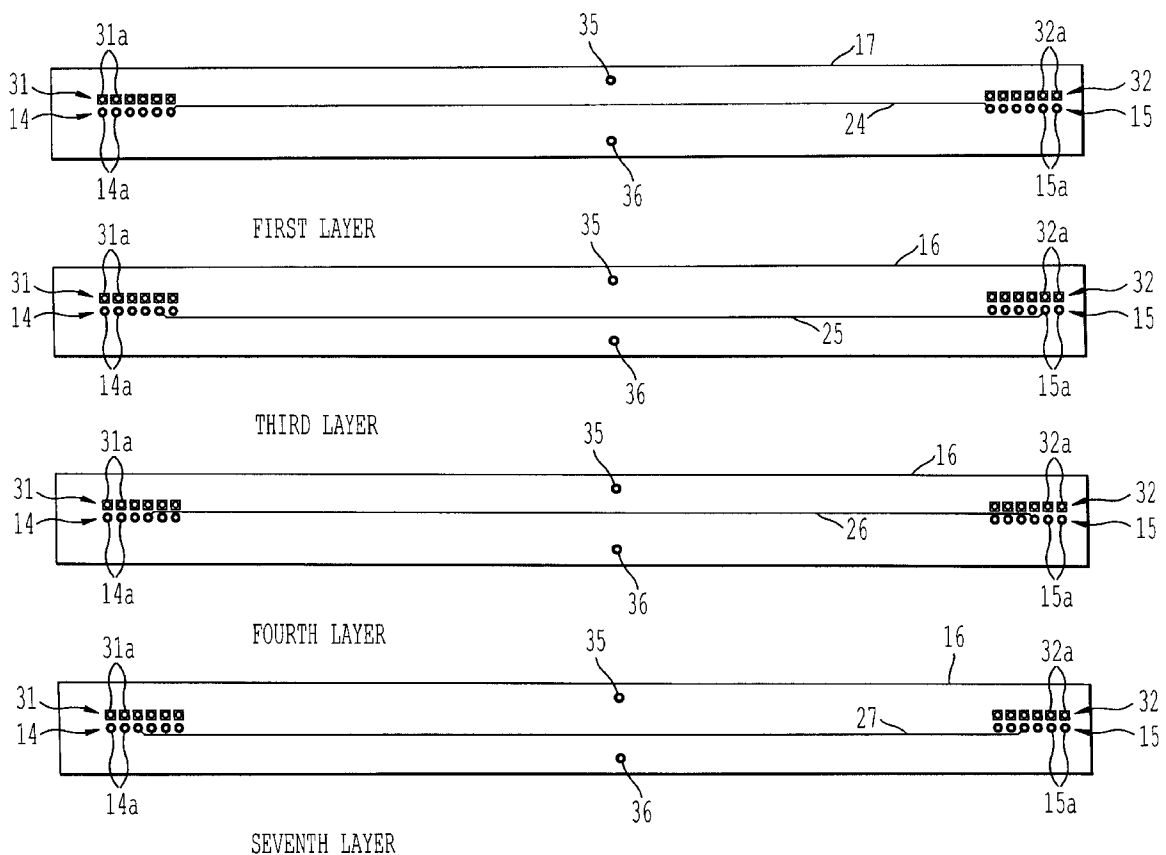 31a 35 17 32a
31 32
14 24 15
14a 36 15a
FIRST LAYER
31a 35 16 32a
31 32
14 25 15
14a 36 15a
THIRD LAYER
31a 35 16 32a
31 32
14 26 15
14a 36 15a
FOURTH LAYER
31a 35 16 32a
31 27 32
14 15
14a 36 15a
SEVENTH LAYER